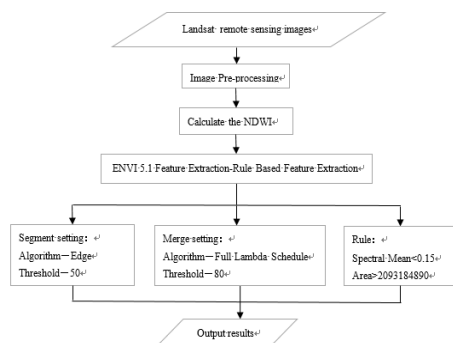 Landsat remote sensing images
Image Pre-processing
Calculate the NDWI
ENVI 5.1 Feature Extraction-Rule Based Feature Extraction
Segment setting:
Algorithm—Edge
Threshold—50
Merge setting:
Algorithm—Full Lambda Schedule
Threshold—80
Rule:
Spectral Mean<0.15
Area>2093184890
Output results